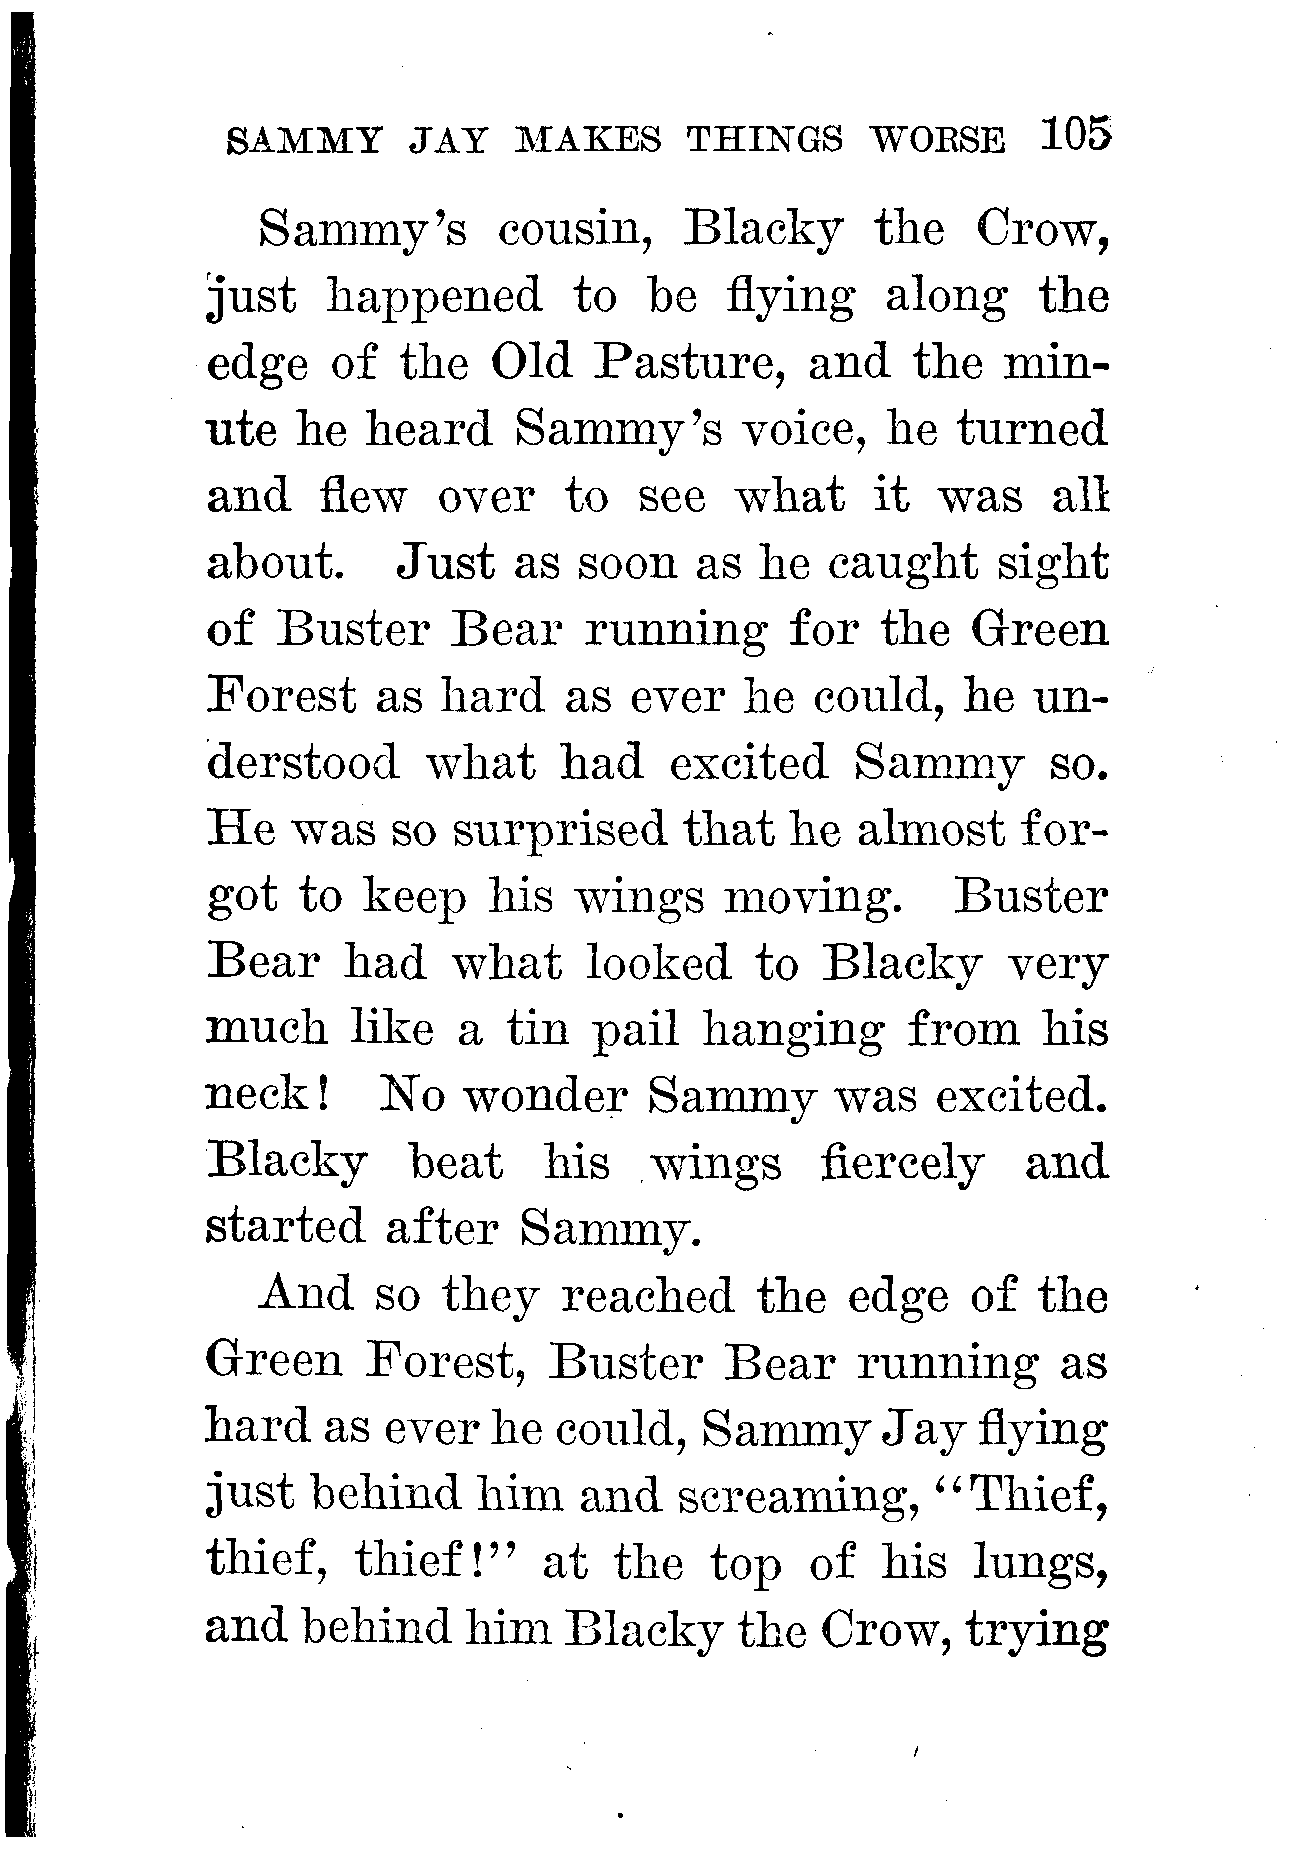 SAMMY JAY MAKES THINGS WORSE 105
Sammy's cousin, Blacky the Crow,
just happened to be flying along the
edge of the Old Pasture, and the min-
ute he heard Sammy's voice, he turned
and flew over to see what it was all
about. Just as soon as he caught sight
of Buster Bear running for the Green
Forest as hard as ever he could, he un-
derstood what had excited Sammy so.
He was so surprised that he almost for-
got to keep his wings moving. Buster
Bear had what looked to Blacky very
much like a tin pail hanging from his
neck! No wonder Sammy was excited.
Blacky beat his wings fiercely and
started after Sammy.
And so they reached the edge of the
Green Forest, Buster Bear running as
hard as ever he could, Sammy Jay flying
just behind him and screaming, "Thief,
thief, thief!" at the top of his lungs,
and behind him Blacky the Crow, trying